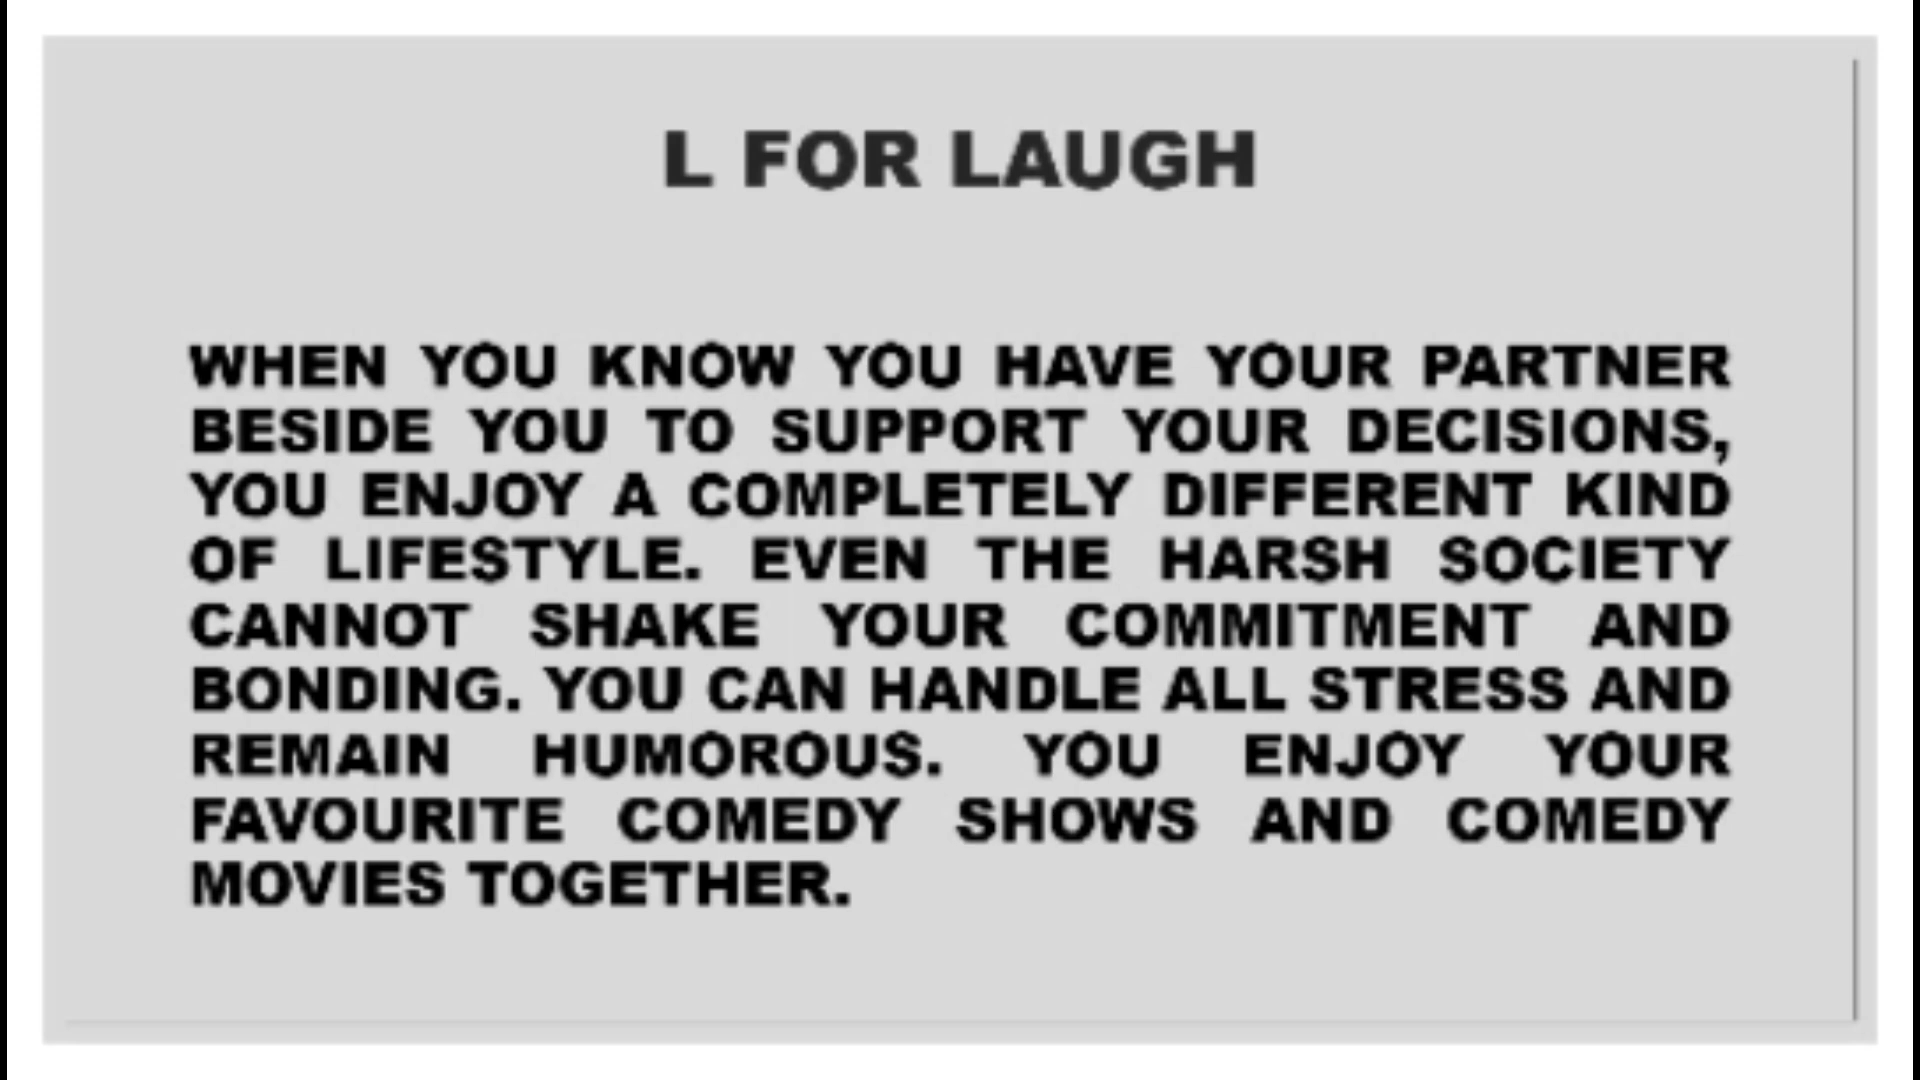 L FOR LAUGH
WHEN YOU KNOW YOU HAVE YOUR PARTNER
BESIDE YOU TO SUPPORT YOUR DECISIONS,
YOU ENJOY A COMPLETELY DIFFERENT KIND
OF LIFESTYLE. EVEN THE HARSH SOCIETY
CANNOT SHAKE YOUR COMMITMENT AND
BONDING. YOU CAN HANDLE ALL STRESS AND
REMAIN HUMOROUS. YOU ENJOY YOUR
FAVOURITE COMEDY SHOWS AND COMEDY
MOVIES TOGETHER.